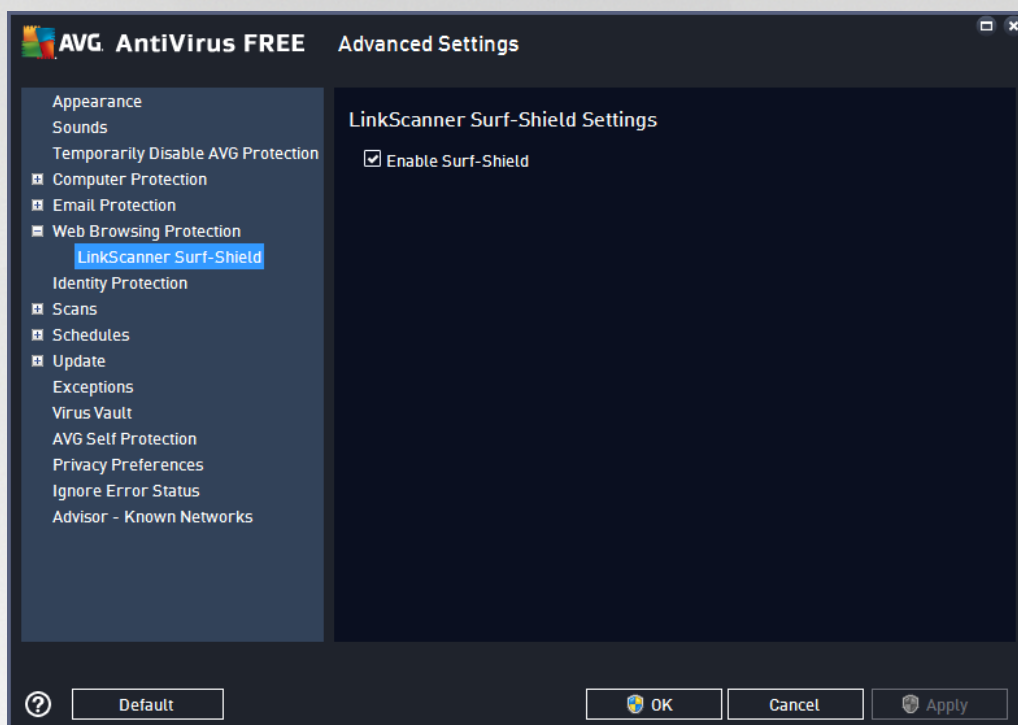 AVG. AntiVirus FREE Advanced Settings
Appearance
Sounds
Temporarily Disable AVG Protection
Computer Protection
Email Protection
Web Browsing Protection
LinkScanner Surf-Shield
Identity Protection
Scans
Schedules
Update
Exceptions
Virus Vault
AVG Self Protection
Privacy Preferences
Ignore Error Status
Advisor - Known Networks
LinkScanner Surf-Shield Settings
Enable Surf-Shield
? Default OK Cancel Apply